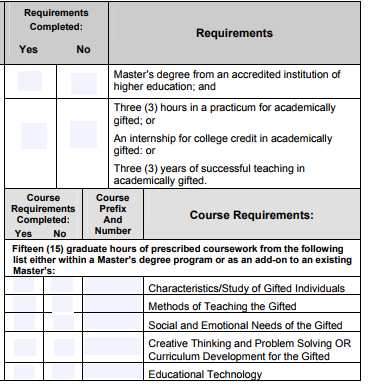 Requirements
Completed:
Yes No
Requirements
Master's degree from an accredited institution of
higher education; and
Three (3) hours in a practicum for academically
gifted; or
An internship for college credit in academically
gifted: or
Three (3) years of successful teaching in
academically gifted.
Course
Requirements
Completed:
Yes No
Course
Prefix
And
Number
Course Requirements:
Fifteen (15) graduate hours of prescribed coursework from the following
list either within a Master's degree program or as an add-on to an existing
Master's:
Characteristics/Study of Gifted Individuals
Methods of Teaching the Gifted
Social and Emotional Needs of the Gifted
Creative Thinking and Problem Solving OR
Curriculum Development for the Gifted
Educational Technology